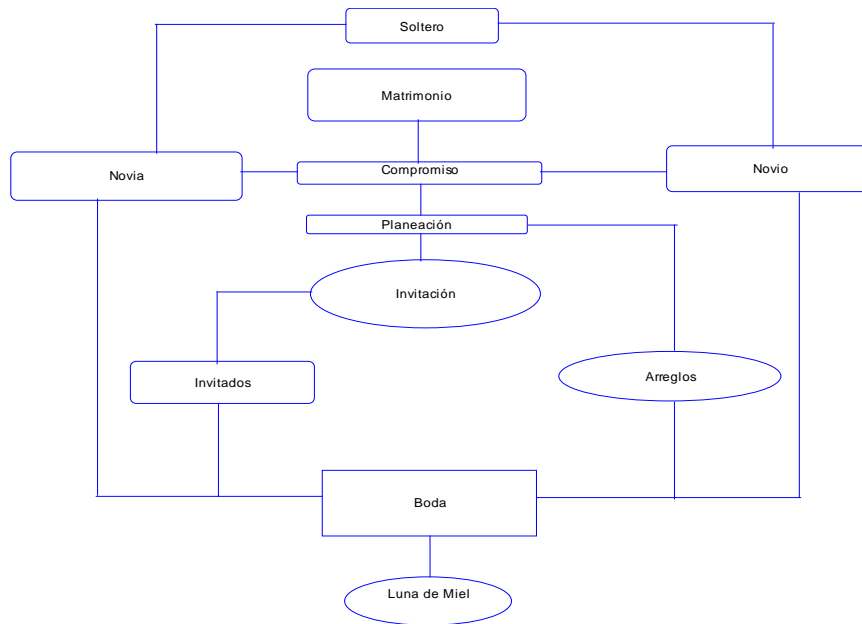 Soltero
Matrimonio
Novia
Compromiso
Novio
Planeación
Invitación
Invitados
Arreglos
Boda
Luna de Miel